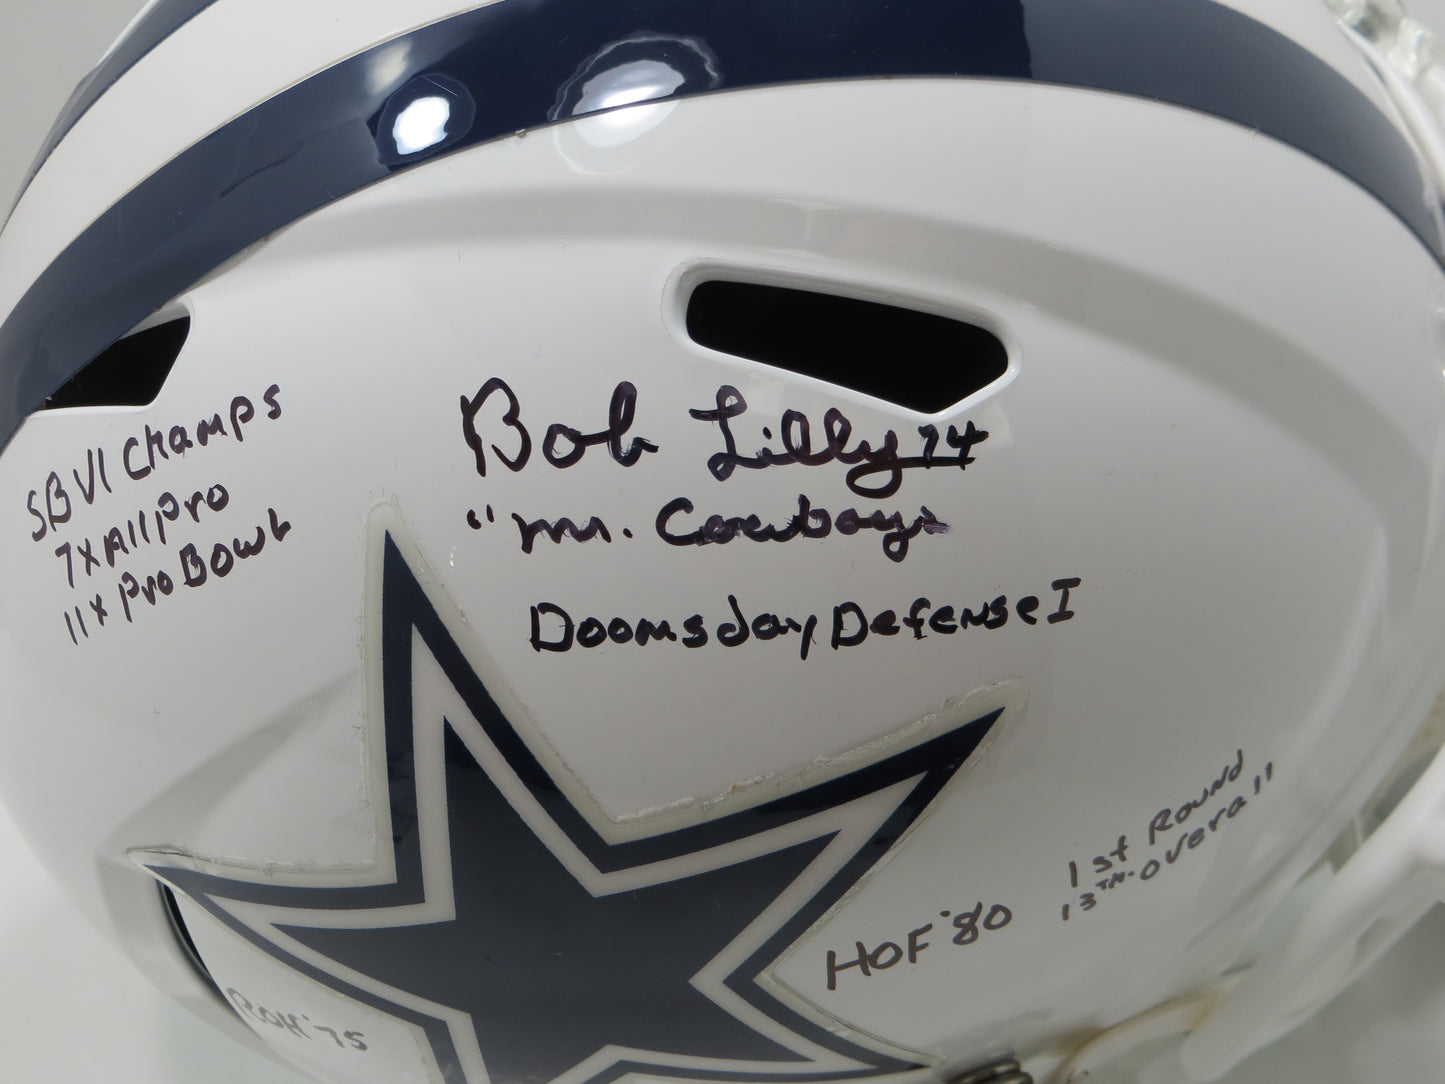 SB VI Champs
7x All Pro
11x Pro Bowl
Bob Lilly 74
"Mr. Cowboy"
Doomsday Defense I
1st Round
13TH-Overall
HOF '80
ROH '75